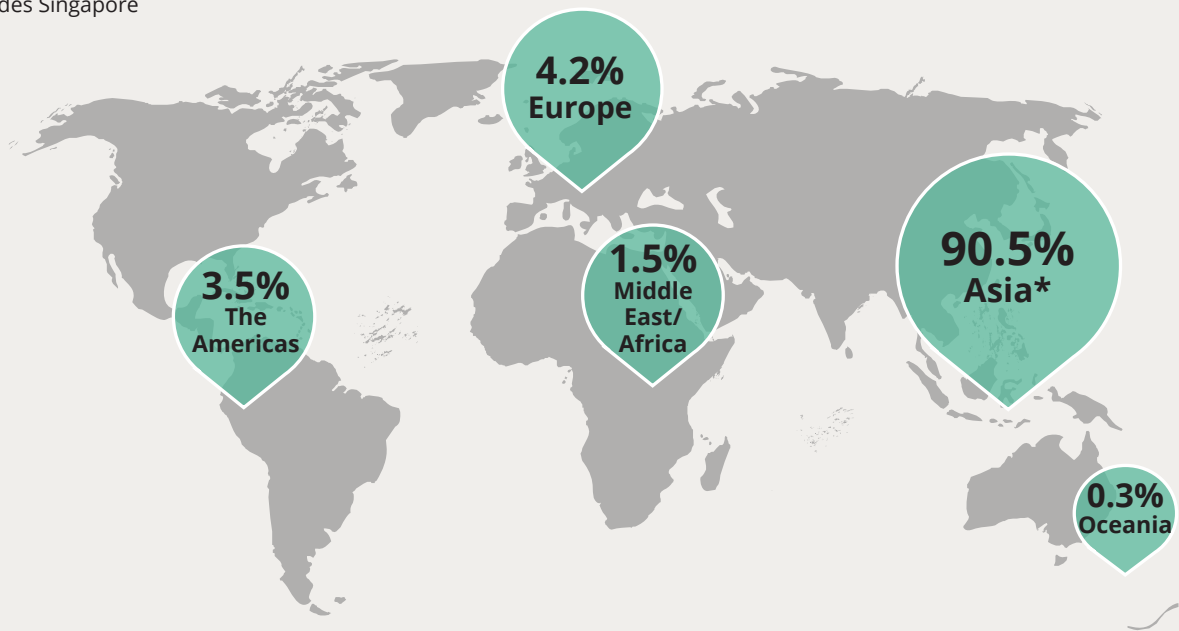 des Singapore
4.2%
Europe
90.5%
Asia*
1.5%
Middle
East/
Africa
3.5%
The
Americas
0.3%
Oceania